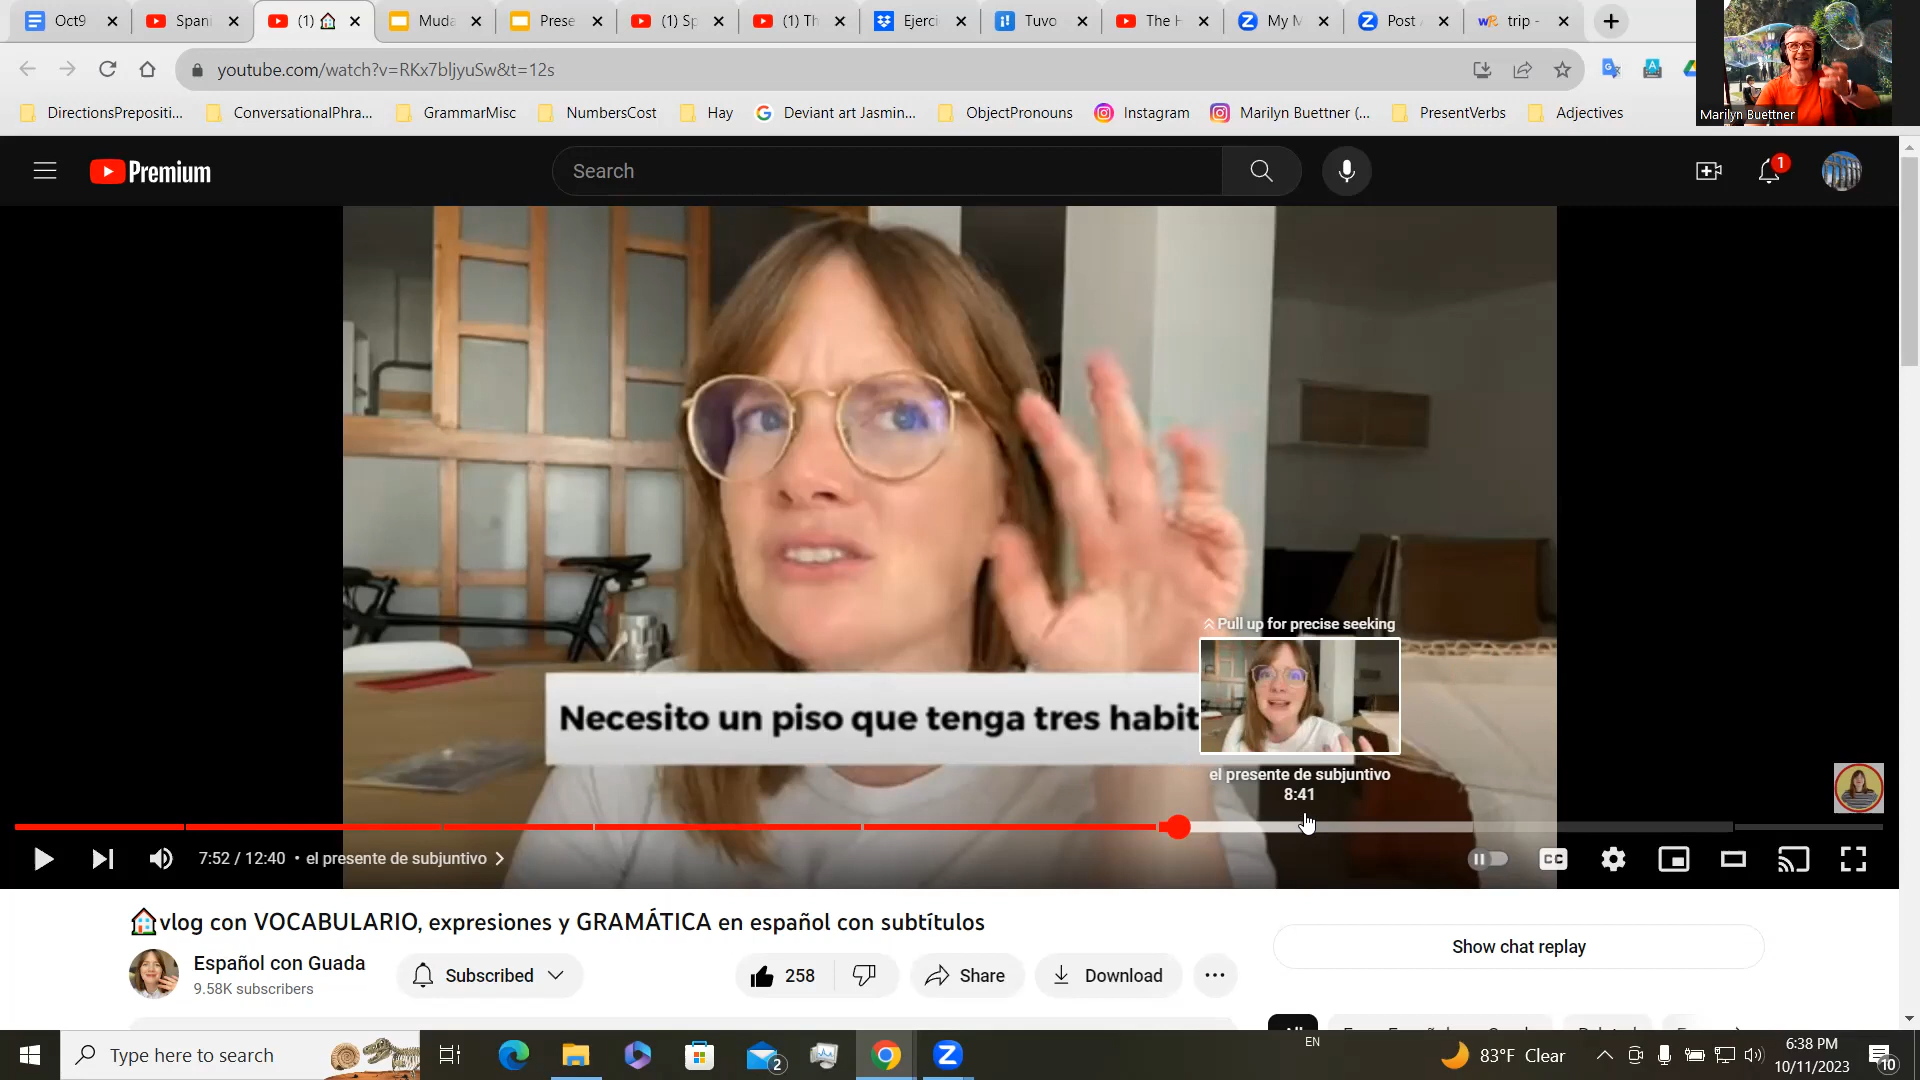 Oct9
Spani
(1)
Muda
Prese
(1) Sp
(1) Th
Ejerci
Tuvo
The H
My M
Post A
trip -
youtube.com/watch?v=RKx7bljyuSw&t=12s
DirectionsPrepositi...
ConversationalPhra...
GrammarMisc
NumbersCost
Hay
Deviant art Jasmin...
ObjectPronouns
Instagram
Marilyn Buettner (...
PresentVerbs
Adjectives
Marilyn Buettner
Premium
Search
1
Pull up for precise seeking
Necesito un piso que tenga tres habit
el presente de subjuntivo
8:41
7:52 / 12:40 • el presente de subjuntivo
CC
vlog con VOCABULARIO, expresiones y GRAMÁTICA en español con subtítulos
Español con Guada
9.58K subscribers
Subscribed
258
Share
Download
Show chat replay
Type here to search
2
EN
83°F Clear
6:38 PM
10/11/2023
10